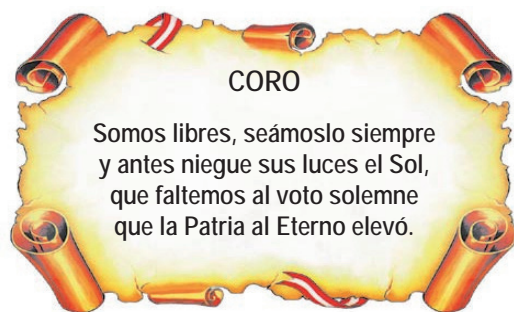 CORO
Somos libres, seámoslo siempre
y antes niegue sus luces el Sol,
que faltemos al voto solemne
que la Patria al Eterno elevó.